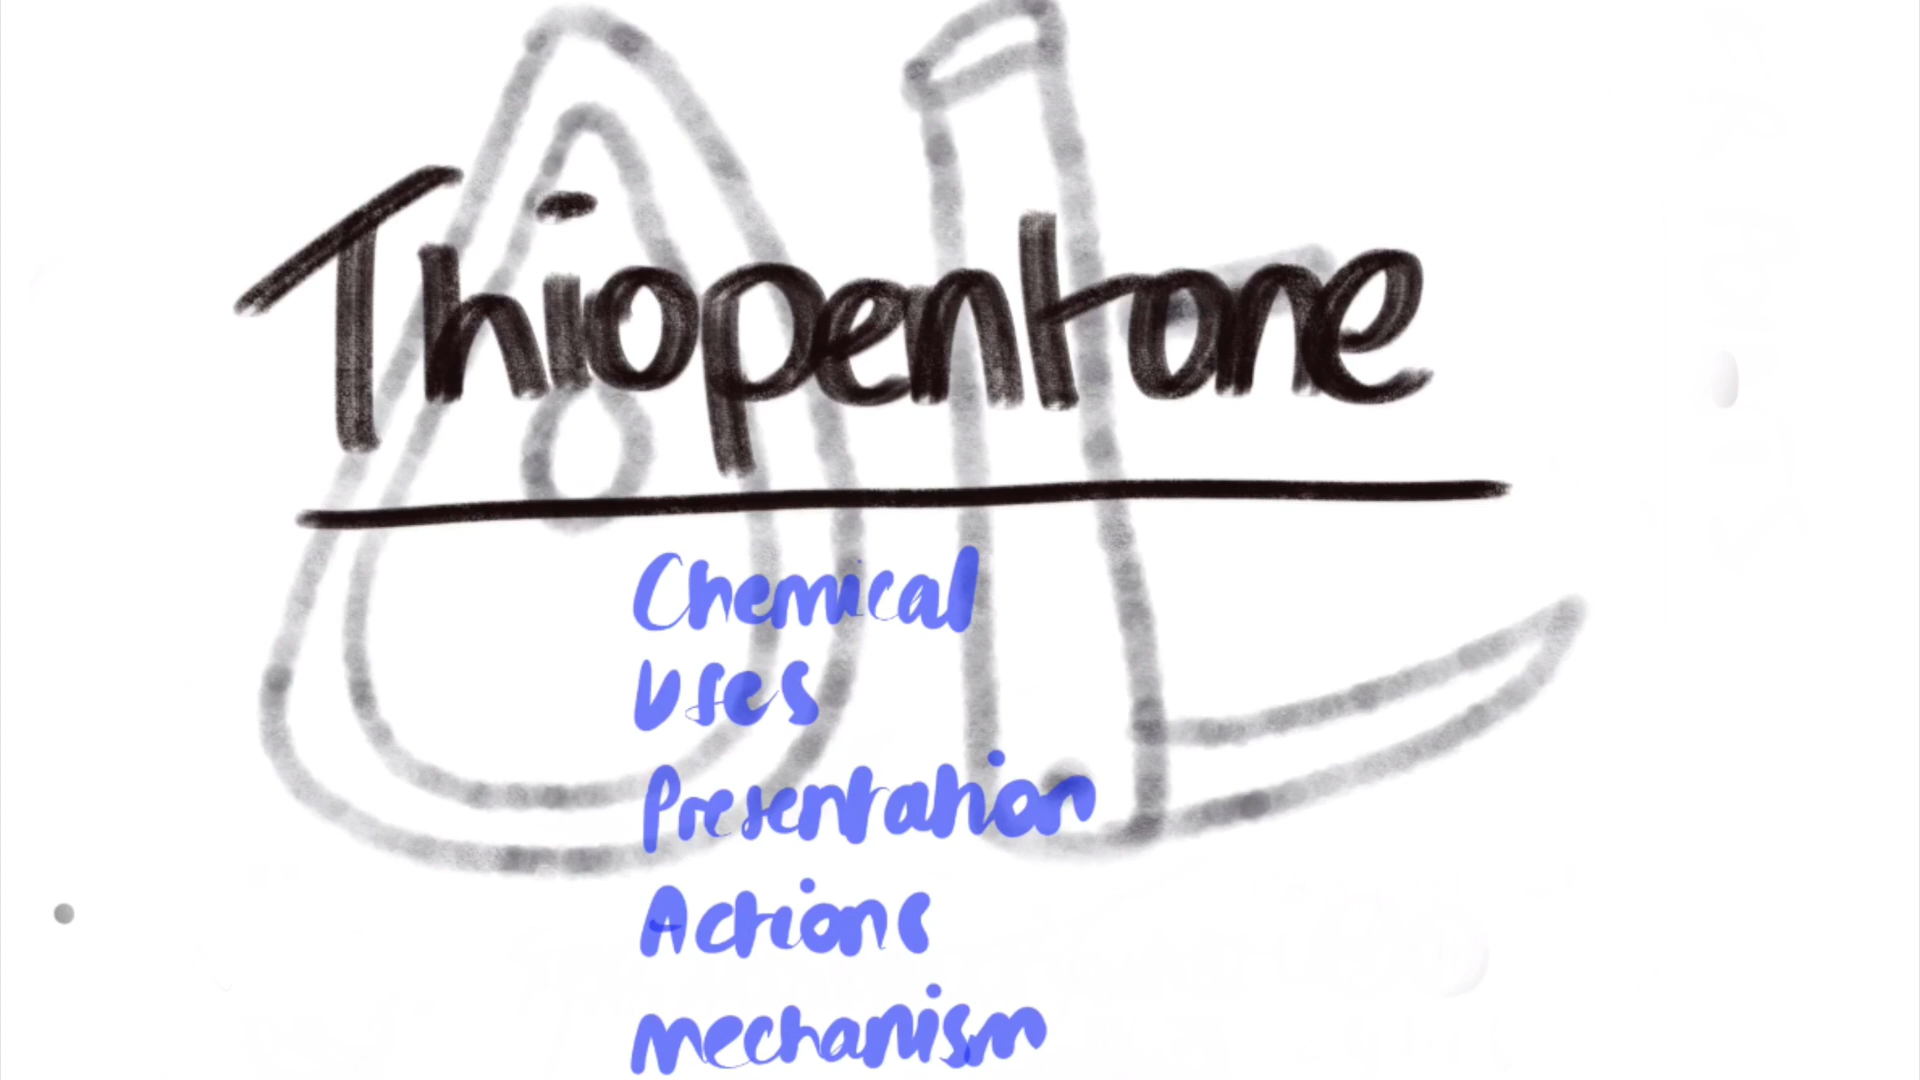 Thiopentone
Chemical
Uses
Presentation
Actions
Mechanism